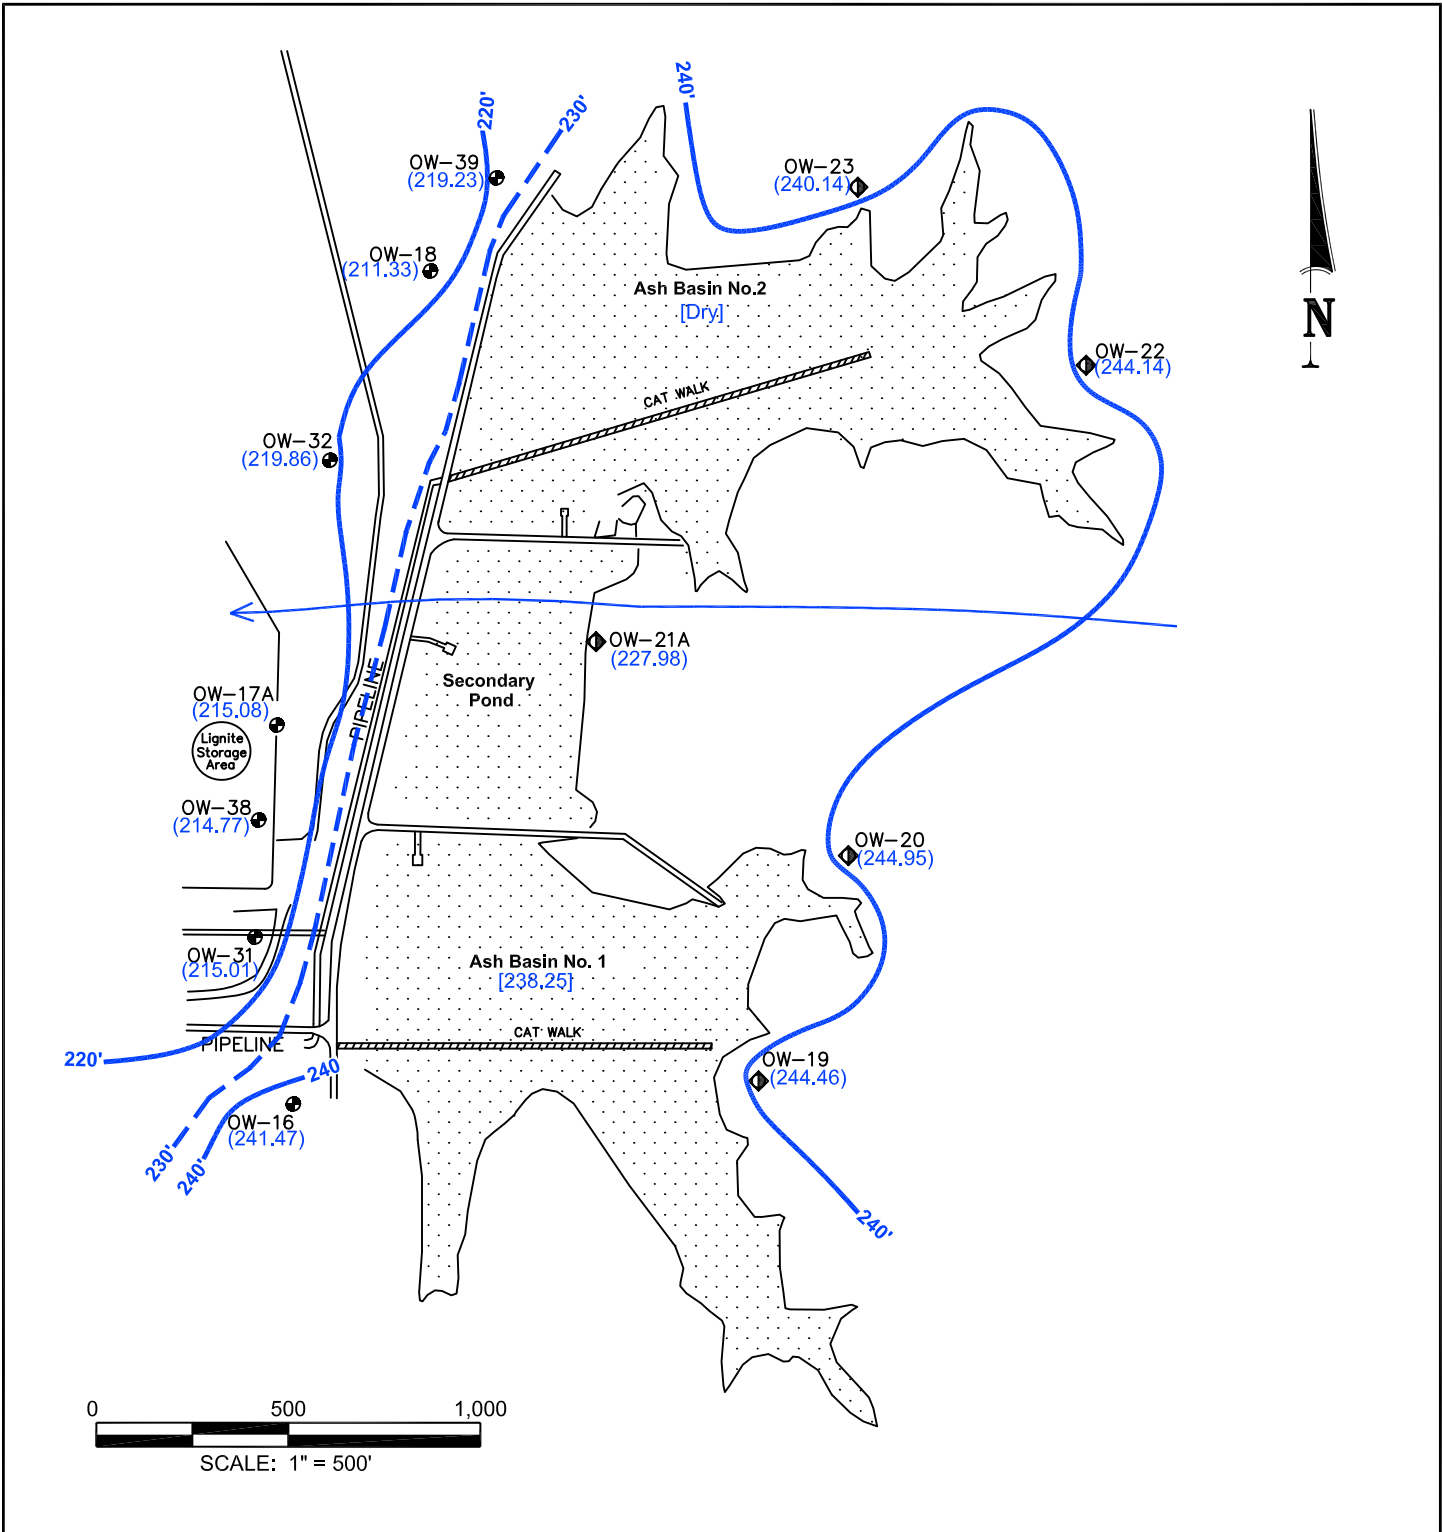 240'
220'
230'
OW-39
(219.23)
OW-23
(240.14)
OW-18
(211.33)
Ash Basin No.2
[Dry]
N
OW-22
(244.14)
CAT WALK
OW-32
(219.86)
OW-21A
(227.98)
PIPELINE
Secondary
Pond
OW-17A
(215.08)
Lignite
Storage
Area
OW-38
(214.77)
OW-20
(244.95)
OW-31
(215.01)
Ash Basin No. 1
[238.25]
CAT WALK
PIPELINE
220'
240
OW-19
(244.46)
OW-16
(241.47)
230'
240'
240'
0 500 1,000
SCALE: 1" = 500'